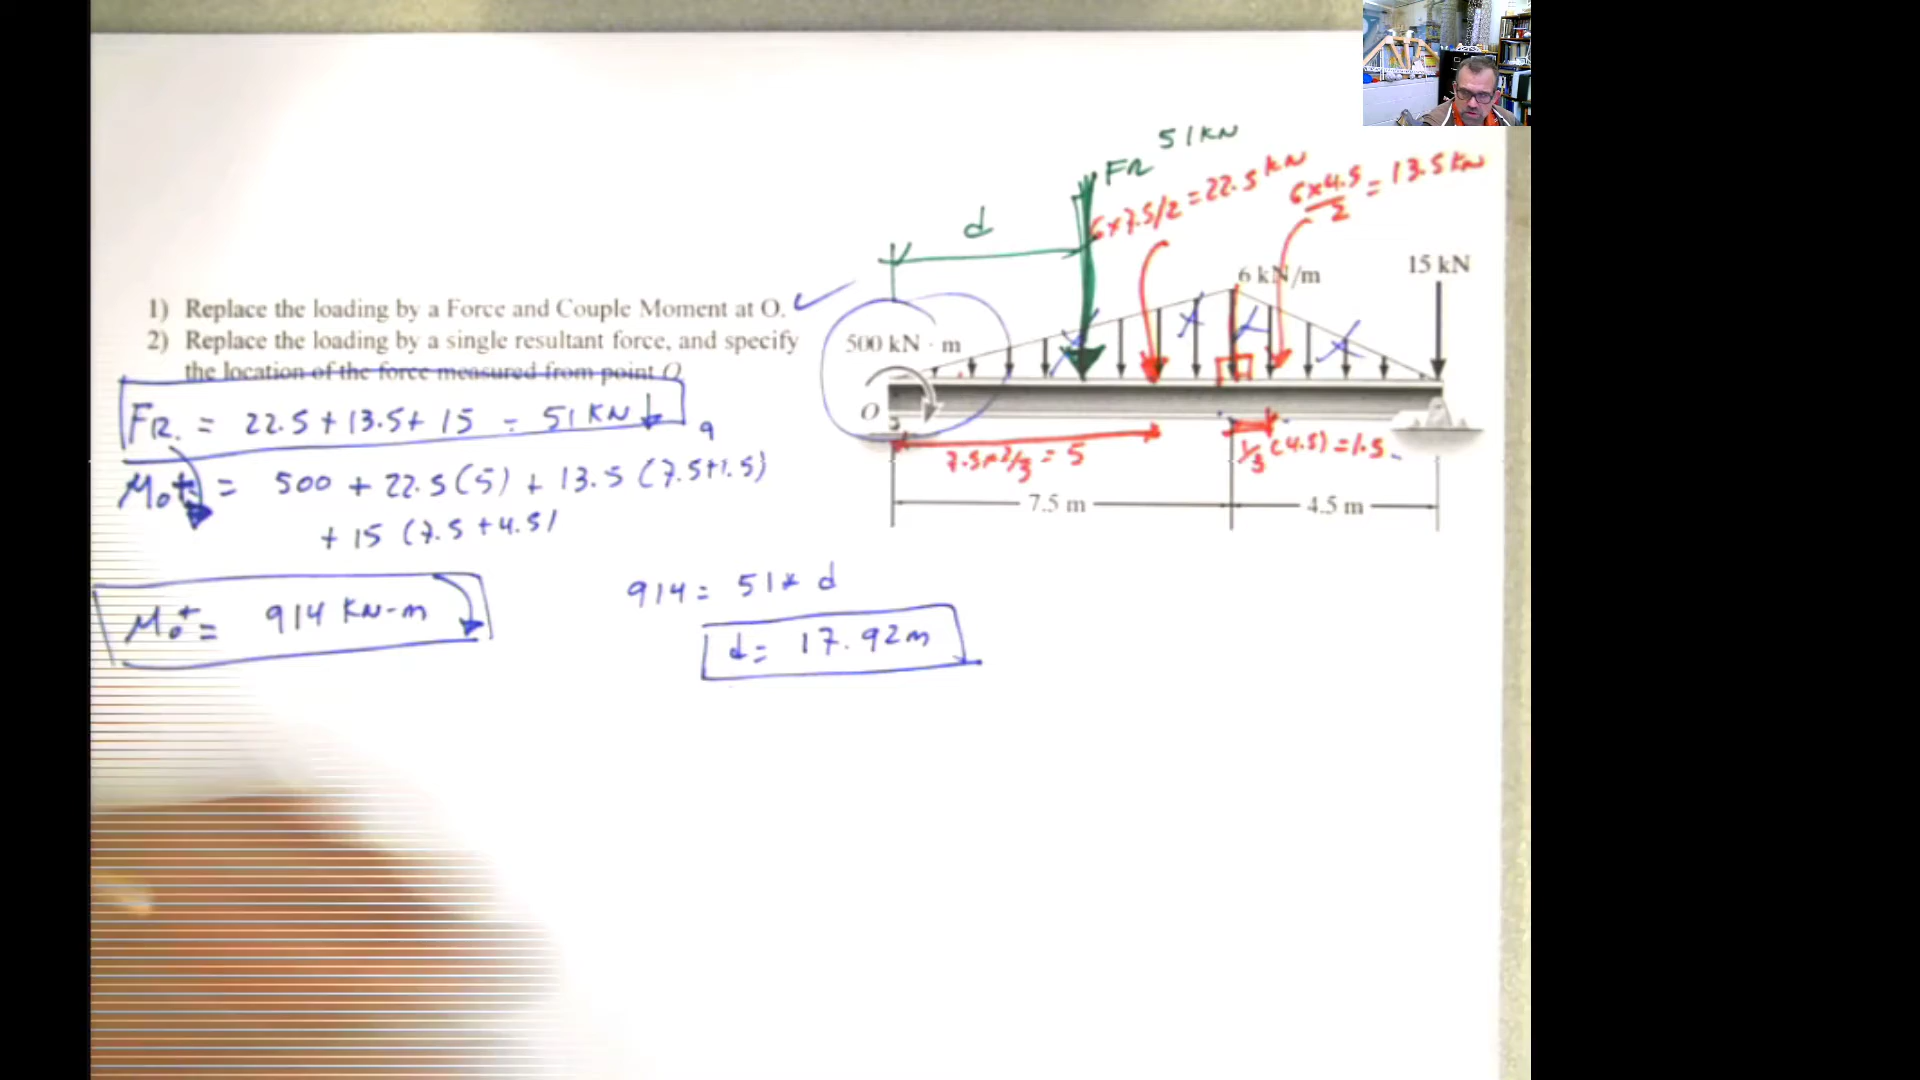 1) Replace the loading by a Force and Couple Moment at O.
2) Replace the loading by a single resultant force, and specify
the location of the force measured from point O
FR. = 22.5 + 13.5 + 15 = 51 KN ↓
9
Mo+ = 500 + 22.5 (5) + 13.5 (7.5+1.5)
+ 15 (7.5 + 4.5)
Mo+ = 914 KN-m
914 = 51 * d
d = 17.92 m
FR 51 KN
d
6 x 7.5/2 = 22.5 KN
6 x 4.5
2
= 13.5 KN
6 kN/m
15 kN
500 kN · m
O
7.5 x 2/3 = 5
1/3 (4.5) = 1.5
7.5 m
4.5 m